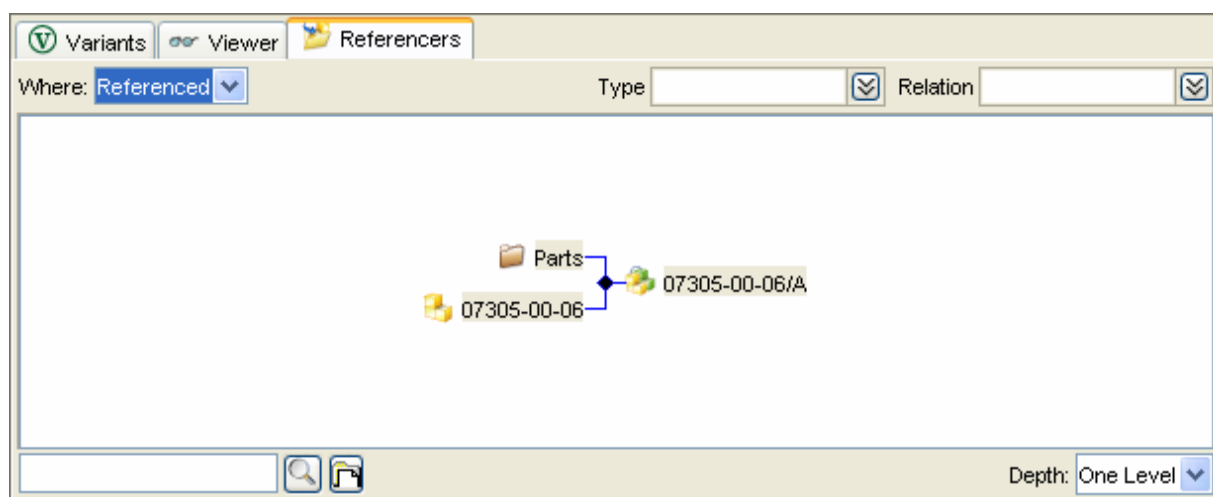 Variants Viewer Referencers
Where: Referenced Type Relation
Parts
07305-00-06/A
07305-00-06
Depth: One Level